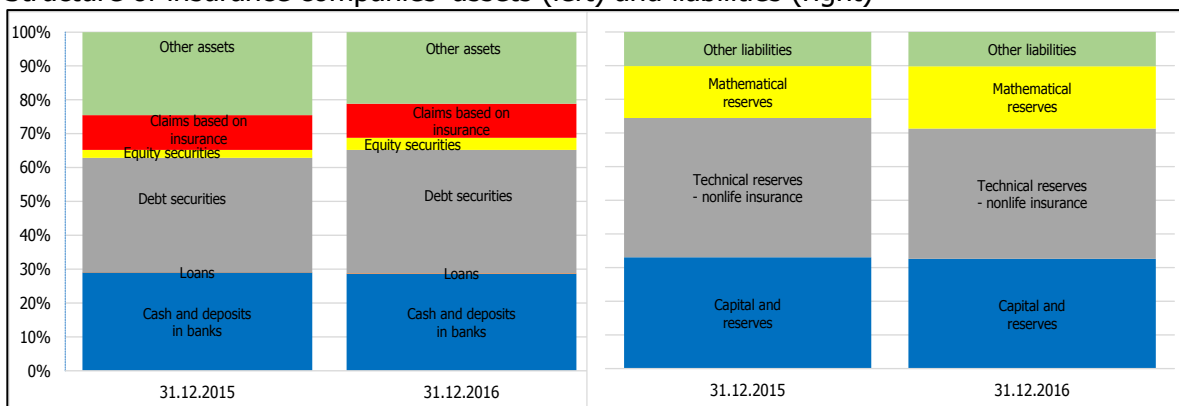 Structure of insurance companies' assets (left) and liabilities (right)
100%
90%
80%
70%
60%
50%
40%
30%
20%
10%
0%
Other assets
Claims based on
insurance
Equity securities
Debt securities
Loans
Cash and deposits
in banks
31.12.2015
Other assets
Claims based on
insurance
Equity securities
Debt securities
Loans
Cash and deposits
in banks
31.12.2016
Other liabilities
Mathematical
reserves
Technical reserves
- nonlife insurance
Capital and
reserves
31.12.2015
Other liabilities
Mathematical
reserves
Technical reserves
- nonlife insurance
Capital and
reserves
31.12.2016